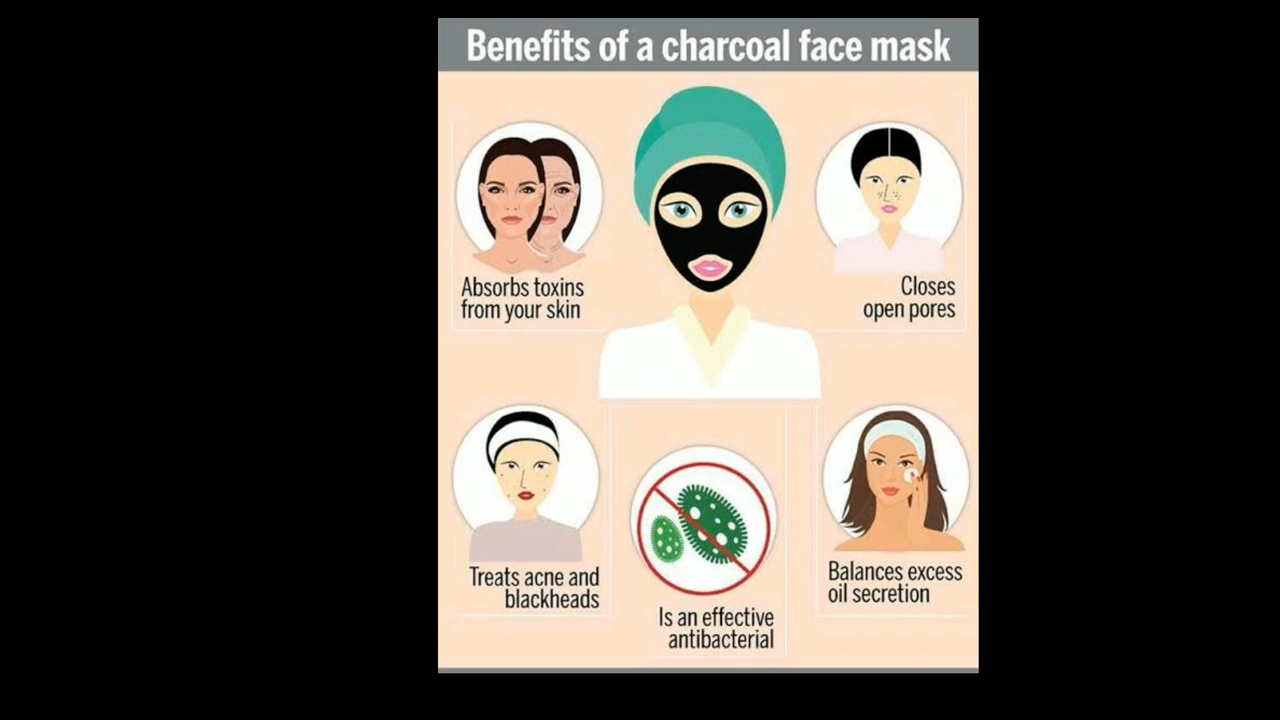 Benefits of a charcoal face mask
Absorbs toxins
from your skin
Closes
open pores
Treats acne and
blackheads
Is an effective
antibacterial
Balances excess
oil secretion